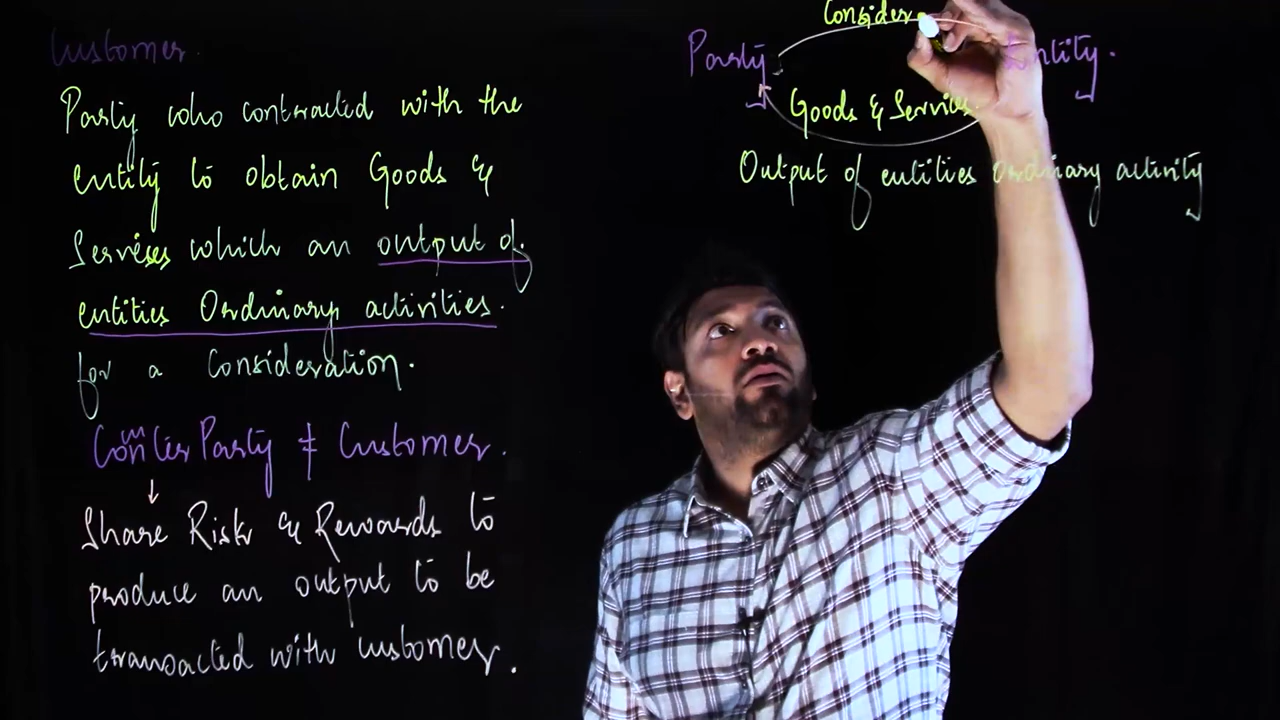 Customer.
Party who contracted with the
entity to obtain Goods &
Services which an output of
entities Ordinary activities.
for a Consideration.
Counter Party ≠ Customer.
↓
Share Risk & Rewards to
produce an output to be
transacted with customer.
Consider
Party
Entity.
Goods & Services.
Output of entities Ordinary activity